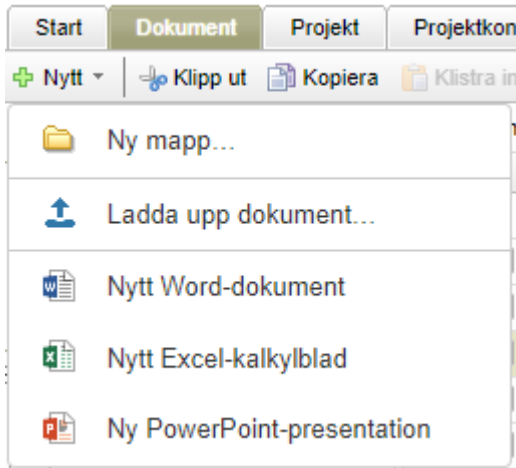 Start Dokument Projekt Projektkon
Nytt Klipp ut Kopiera Klistra in
Ny mapp...
Ladda upp dokument...
Nytt Word-dokument
Nytt Excel-kalkylblad
Ny PowerPoint-presentation